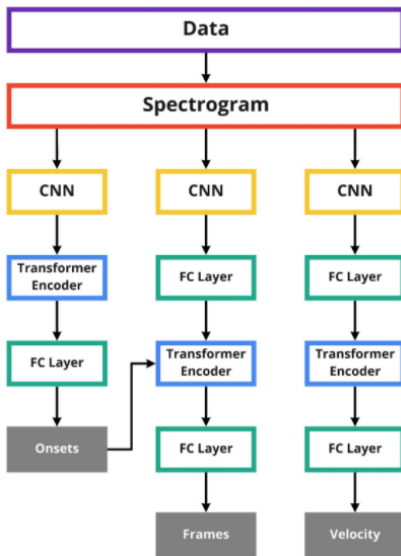 Data
Spectrogram
CNN
CNN
CNN
Transformer
Encoder
FC Layer
FC Layer
FC Layer
Transformer
Encoder
Transformer
Encoder
Onsets
FC Layer
FC Layer
Frames
Velocity